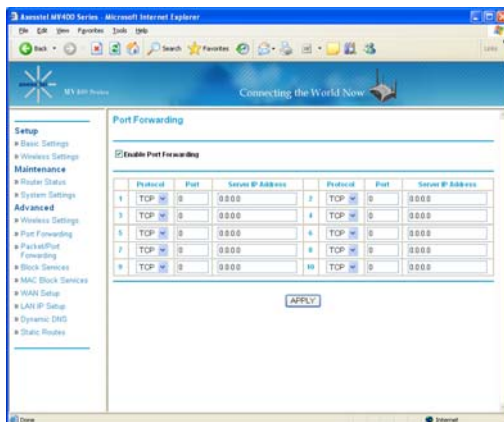 Axesstel MV400 Series - Microsoft Internet Explorer
File Edit View Favorites Tools Help
Back Search Favorites Links
MV400 Series
Connecting the World Now
Port Forwarding
Setup
Basic Settings
Wireless Settings
Maintenance
Router Status
System Settings
Advanced
Wireless Settings
Port Forwarding
Packet/Port Forwarding
Block Services
MAC Block Services
WAN Setup
LAN IP Setup
Dynamic DNS
Static Routes
Enable Port Forwarding
Protocol Port Server IP Address Protocol Port Server IP Address
1 TCP 0 0.0.0.0 2 TCP 0 0.0.0.0
3 TCP 0 0.0.0.0 4 TCP 0 0.0.0.0
5 TCP 0 0.0.0.0 6 TCP 0 0.0.0.0
7 TCP 0 0.0.0.0 8 TCP 0 0.0.0.0
9 TCP 0 0.0.0.0 10 TCP 0 0.0.0.0
APPLY
Done Internet